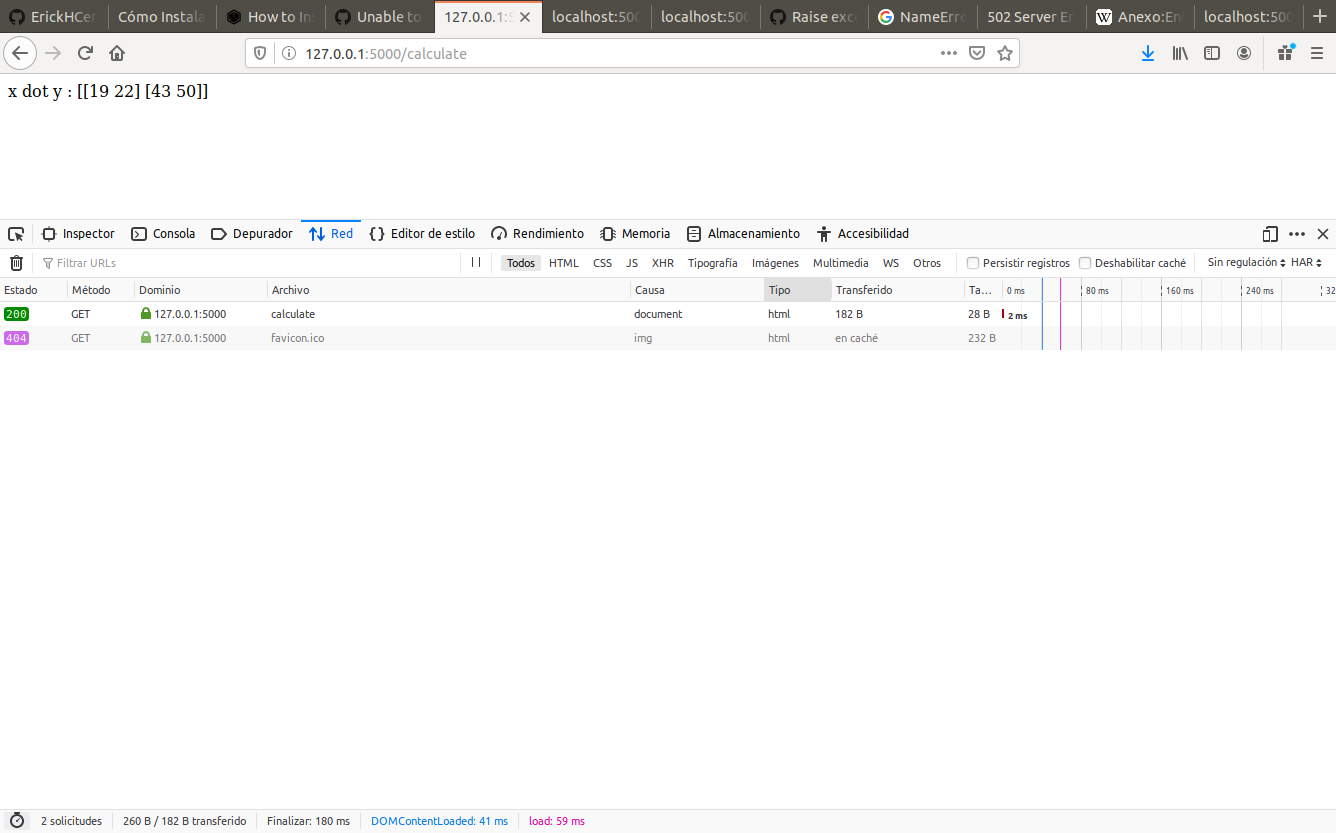 ErickHCer Cómo Instala How to Ins Unable to 127.0.0.1:5 localhost:500 localhost:500 Raise exce NameErro 502 Server Er Anexo:En localhost:500
127.0.0.1:5000/calculate
x dot y : [[19 22] [43 50]]
Inspector Consola Depurador Red Editor de estilo Rendimiento Memoria Almacenamiento Accesibilidad
Filtrar URLs Todos HTML CSS JS XHR Tipografía Imágenes Multimedia WS Otros Persistir registros Deshabilitar caché Sin regulación HAR
Estado Método Dominio Archivo Causa Tipo Transferido Ta... 0 ms 80 ms 160 ms 240 ms 32
200 GET 127.0.0.1:5000 calculate document html 182 B 28 B 2 ms
404 GET 127.0.0.1:5000 favicon.ico img html en caché 232 B
2 solicitudes 260 B / 182 B transferido Finalizar: 180 ms DOMContentLoaded: 41 ms load: 59 ms